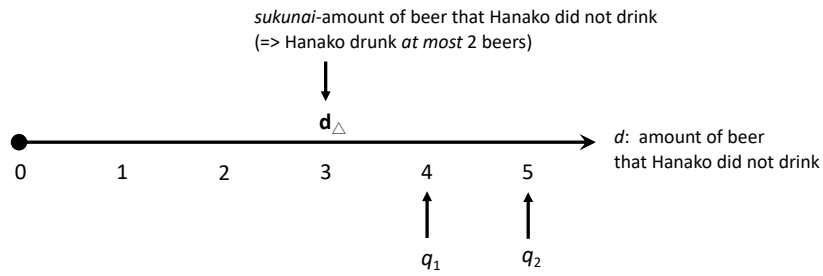 sukunai-amount of beer that Hanako did not drink
(=> Hanako drunk at most 2 beers)
d△
d: amount of beer
that Hanako did not drink
0 1 2 3 4 5
q1 q2